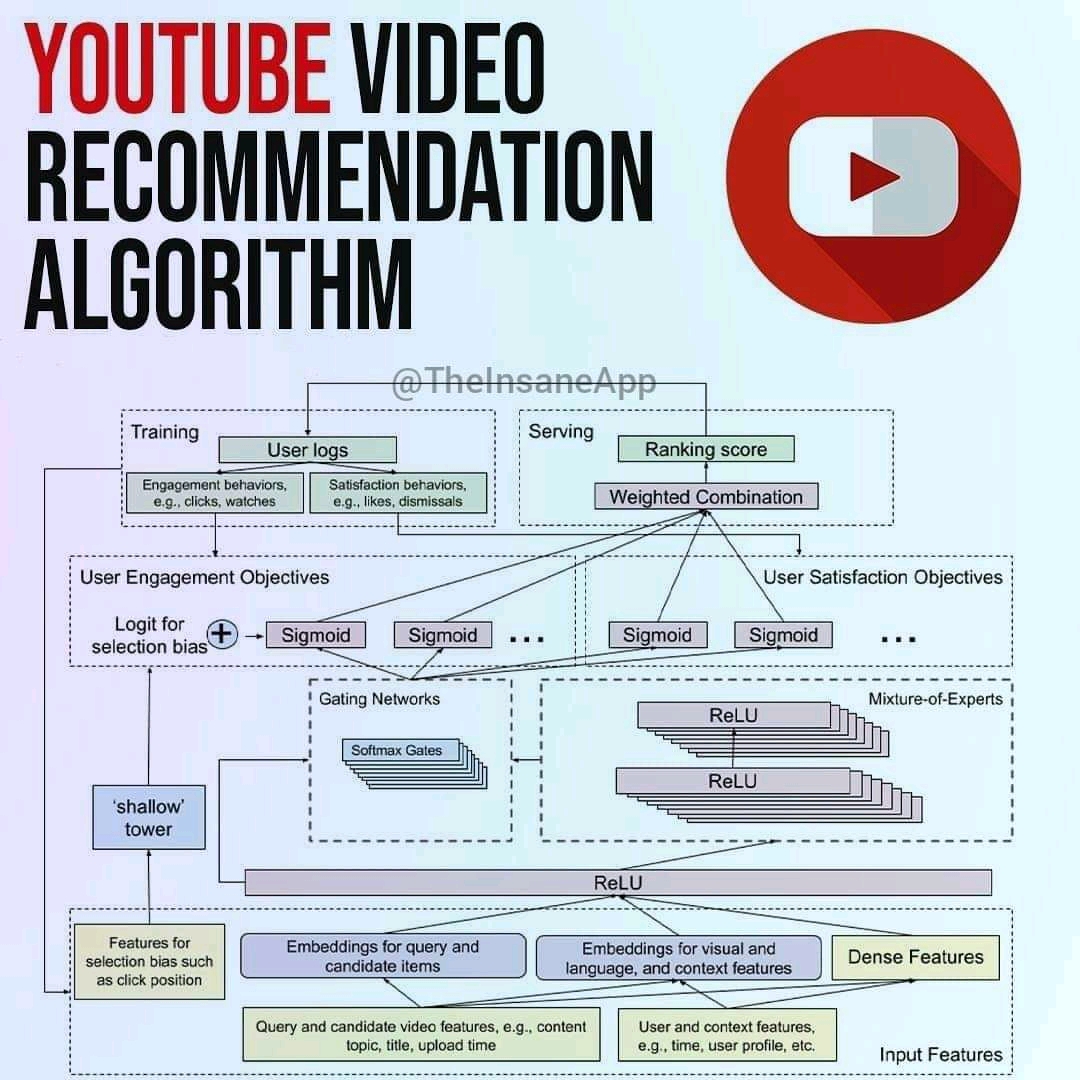 YOUTUBE VIDEO
RECOMMENDATION
ALGORITHM
@TheInsaneApp
Training
User logs
Engagement behaviors,
e.g., clicks, watches
Satisfaction behaviors,
e.g., likes, dismissals
Serving
Ranking score
Weighted Combination
User Engagement Objectives
User Satisfaction Objectives
Logit for
selection bias
+
Sigmoid
Sigmoid
...
Sigmoid
Sigmoid
...
Gating Networks
Softmax Gates
Mixture-of-Experts
ReLU
ReLU
'shallow'
tower
ReLU
Features for
selection bias such
as click position
Embeddings for query and
candidate items
Embeddings for visual and
language, and context features
Dense Features
Query and candidate video features, e.g., content
topic, title, upload time
User and context features,
e.g., time, user profile, etc.
Input Features